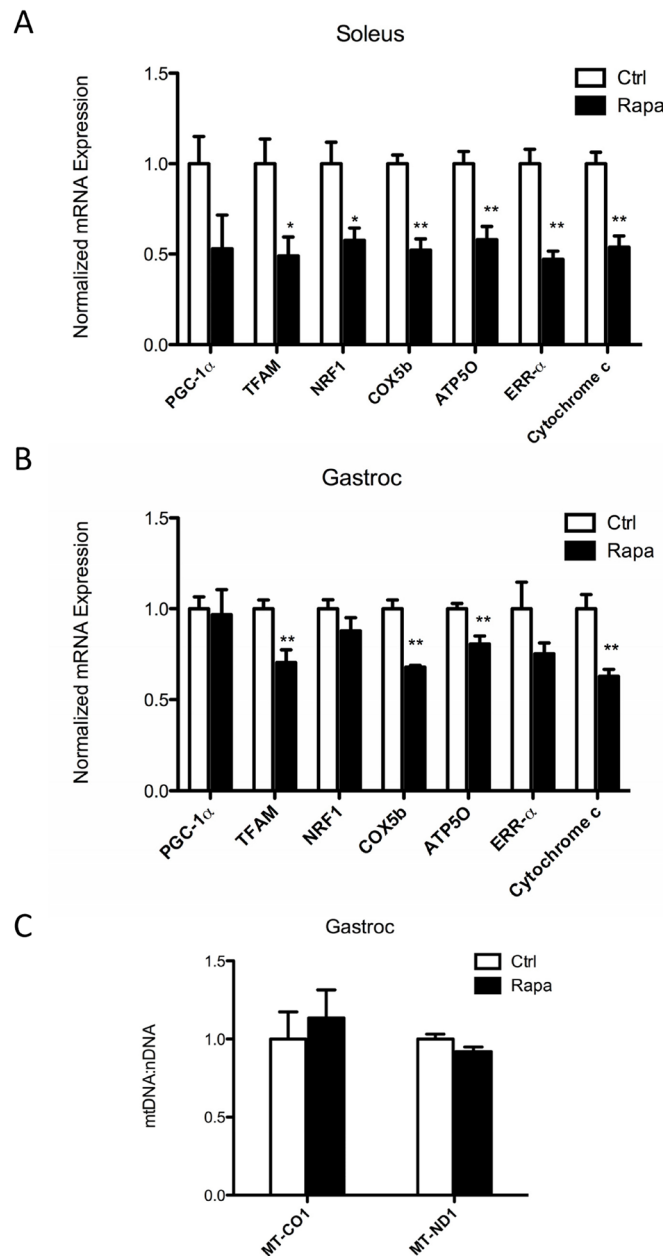 A
Soleus
Normalized mRNA Expression
1.5
1.0
0.5
0.0
Ctrl
Rapa
*
*
**
**
**
**
PGC-1α
TFAM
NRF1
COX5b
ATP5O
ERR-α
Cytochrome c
B
Gastroc
Normalized mRNA Expression
1.5
1.0
0.5
0.0
Ctrl
Rapa
**
**
**
**
PGC-1α
TFAM
NRF1
COX5b
ATP5O
ERR-α
Cytochrome c
C
Gastroc
mtDNA:nDNA
1.5
1.0
0.5
0.0
Ctrl
Rapa
MT-CO1
MT-ND1